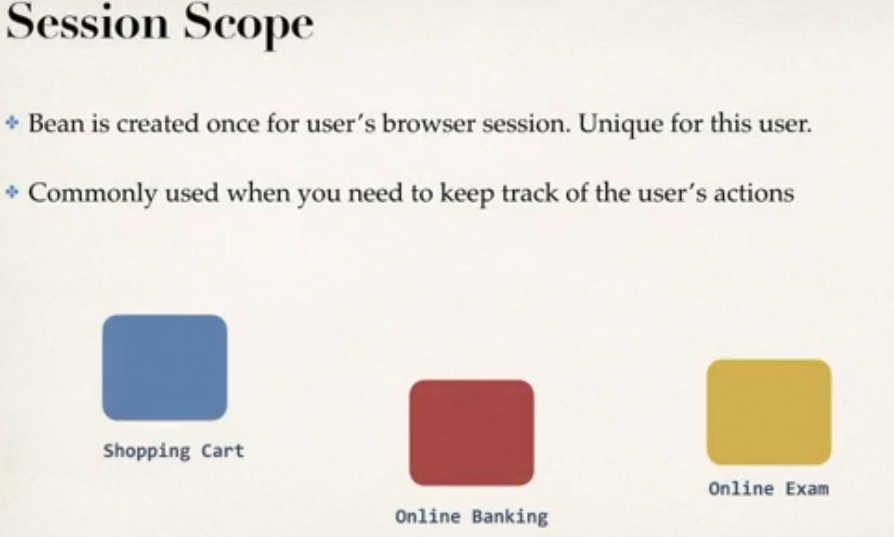 Session Scope
Bean is created once for user's browser session. Unique for this user.
Commonly used when you need to keep track of the user's actions
Shopping Cart
Online Banking
Online Exam